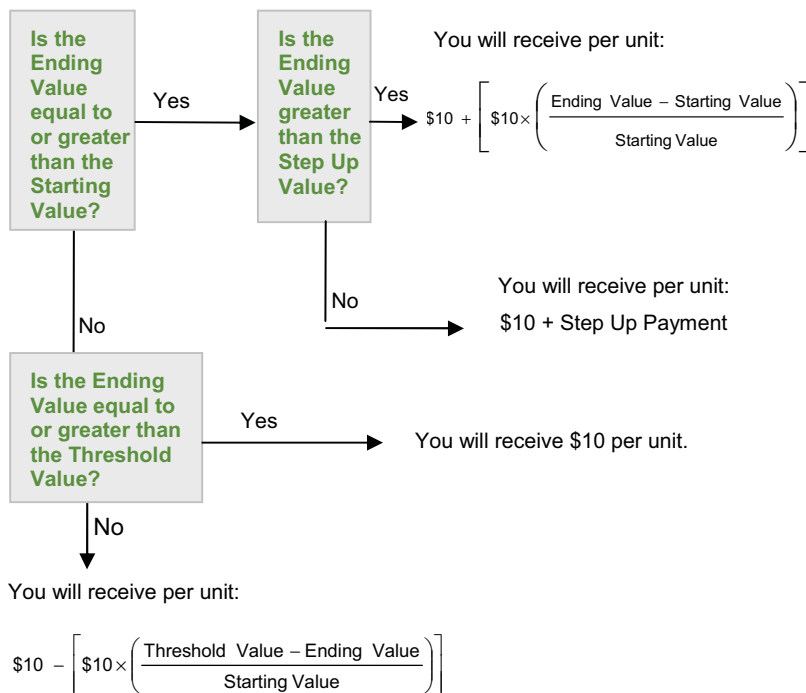 Is the
Ending
Value
equal to
or greater
than the
Starting
Value?
Yes
Is the
Ending
Value
greater
than the
Step Up
Value?
Yes
You will receive per unit:
$10 + [ $10 × ( Ending Value – Starting Value
Starting Value ) ]
No
You will receive per unit:
$10 + Step Up Payment
No
Is the Ending
Value equal to
or greater than
the Threshold
Value?
Yes
You will receive $10 per unit.
No
You will receive per unit:
$10 – [ $10 × ( Threshold Value – Ending Value
Starting Value ) ]